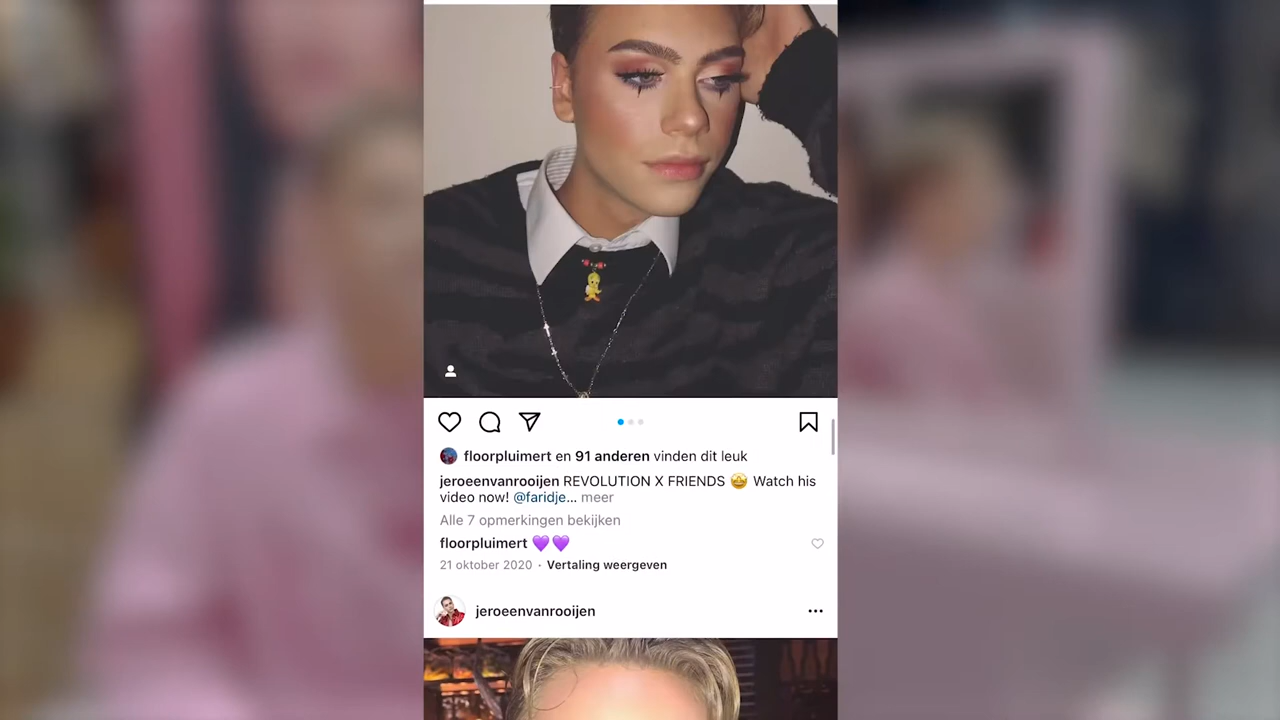 floorpluimert en 91 anderen vinden dit leuk
jeroeenvanrooijen REVOLUTION X FRIENDS 🤩 Watch his
video now! @faridje... meer
Alle 7 opmerkingen bekijken
floorpluimert 💜💜
21 oktober 2020 · Vertaling weergeven
jeroeenvanrooijen